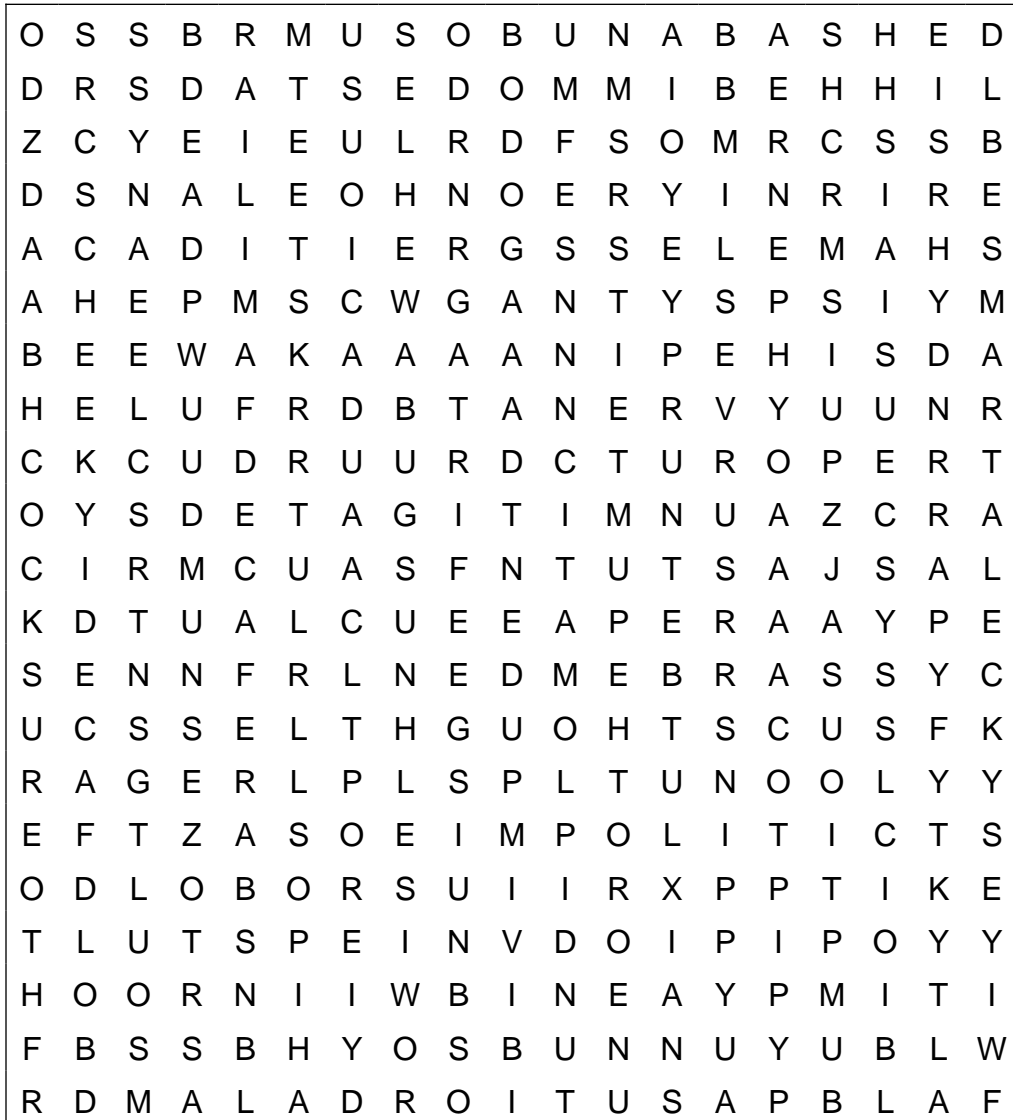 O S S B R M U S O B U N A B A S H E D
D R S D A T S E D O M M I B E H H I L
Z C Y E I E U L R D F S O M R C S S B
D S N A L E O H N O E R Y I N R I R E
A C A D I T I E R G S S E L E M A H S
A H E P M S C W G A N T Y S P S I Y M
B E E W A K A A A A N I P E H I S D A
H E L U F R D B T A N E R V Y U U N R
C K C U D R U U R D C T U R O P E R T
O Y S D E T A G I T I M N U A Z C R A
C I R M C U A S F N T U T S A J S A L
K D T U A L C U E E A P E R A A Y P E
S E N N F R L N E D M E B R A S S Y C
U C S S E L T H G U O H T S C U S F K
R A G E R L P L S P L T U N O O L Y Y
E F T Z A S O E I M P O L I T I C T S
O D L O B O R S U I I R X P P T I K E
T L U T S P E I N V D O I P I P O Y Y
H O O R N I I W B I N E A Y P M I T I
F B S S B H Y O S B U N N U Y U B L W
R D M A L A D R O I T U S A P B L A F